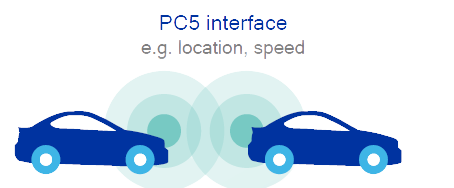 PC5 interface
e.g. location, speed